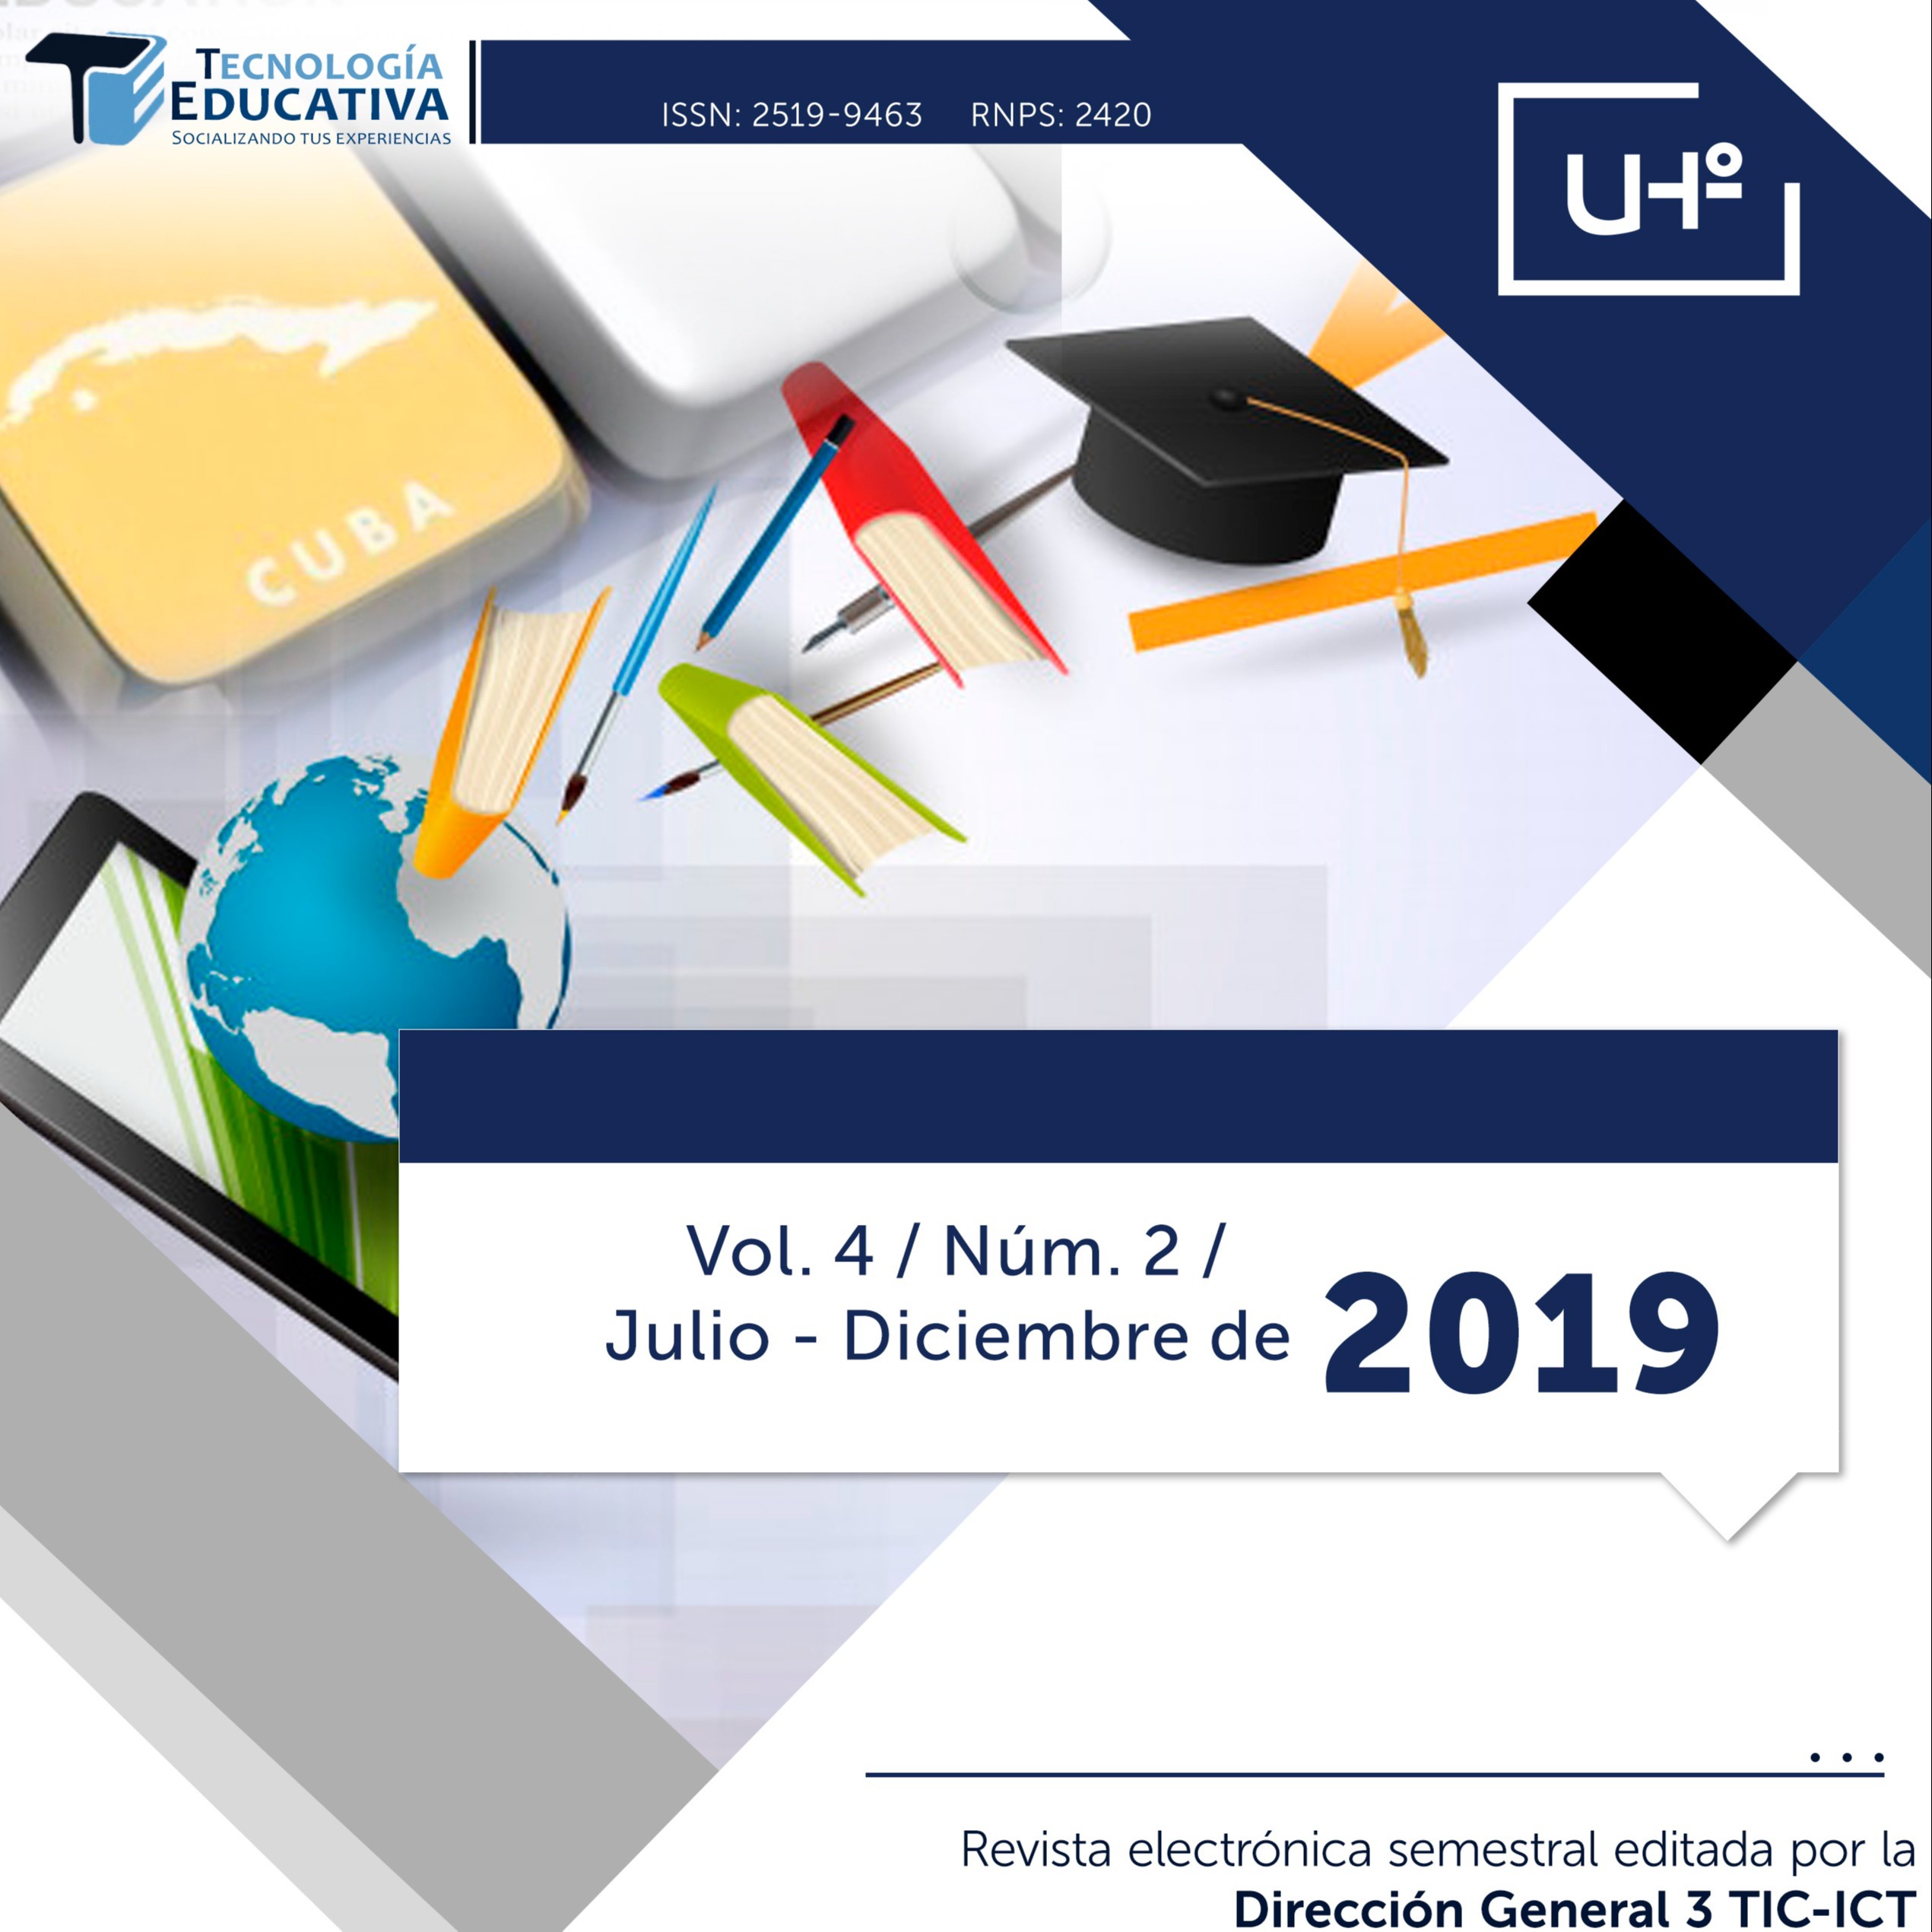 TECNOLOGÍA
EDUCATIVA
SOCIALIZANDO TUS EXPERIENCIAS
ISSN: 2519-9463 RNPS: 2420
UHo
CUBA
Vol. 4 / Núm. 2 /
Julio - Diciembre de 2019
Revista electrónica semestral editada por la
Dirección General 3 TIC-ICT